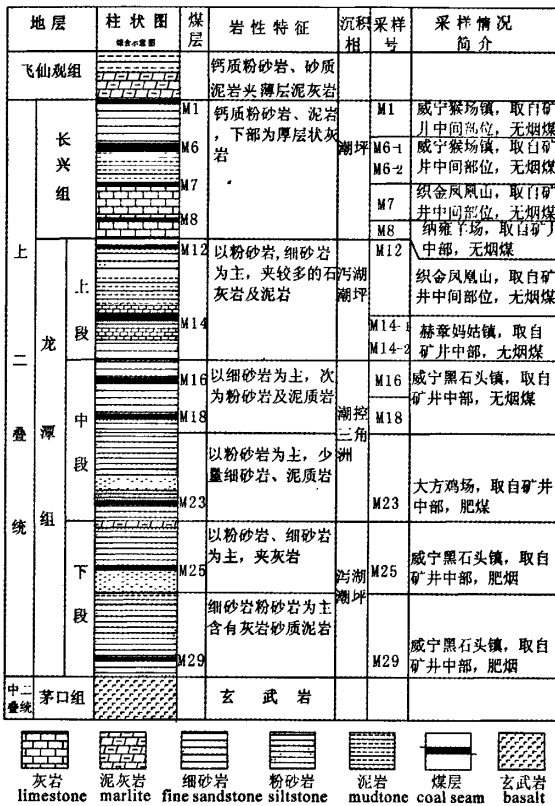 地层 柱状图 煤层 岩性特征 沉积相 采样号 采样情况简介
综合示意图
飞仙观组
钙质粉砂岩、砂质
泥岩夹薄层泥灰岩
上二叠统
长兴组
M1
M6
M7
M8
钙质粉砂岩、泥岩
，下部为厚层状灰
岩
潮坪
M1
威宁猴场镇，取自矿
井中间部位，无烟煤
M6-1
M6-2
威宁猴场镇，取自矿
井中间部位，无烟煤
M7
织金凤凰山，取自矿
井中间部位，无烟煤
M8
纳雍羊场，取自矿井
中部，无烟煤
龙潭组
上段
M12
M14
以粉砂岩,细砂岩
为主，夹较多的石
灰岩及泥岩
泻湖
潮坪
M12
织金凤凰山，取自矿
井中间部位，无烟煤
M14-1
M14-2
赫章妈姑镇，取自
矿井中部，无烟煤
中段
M16
M18
以细砂岩为主，次
为粉砂岩及泥质岩
潮控
三角
洲
M16
M18
威宁黑石头镇，取自
矿井中部，无烟煤
M23
以粉砂岩为主，少
量细砂岩、泥质岩
M23
大方鸡场，取自矿井
中部，肥煤
下段
M25
以粉砂岩、细砂岩
为主，夹灰岩
泻湖
潮坪
M25
威宁黑石头镇，取自
矿井中部，肥烟
M29
细砂岩粉砂岩为主
含有灰岩砂质泥岩
M29
威宁黑石头镇，取自
矿井中部，肥烟
中二叠统
茅口组
玄武岩
灰岩 泥灰岩 细砂岩 粉砂岩 泥岩 煤层 玄武岩
limestone marlite fine sandstone siltstone mudtone coal seam basalt